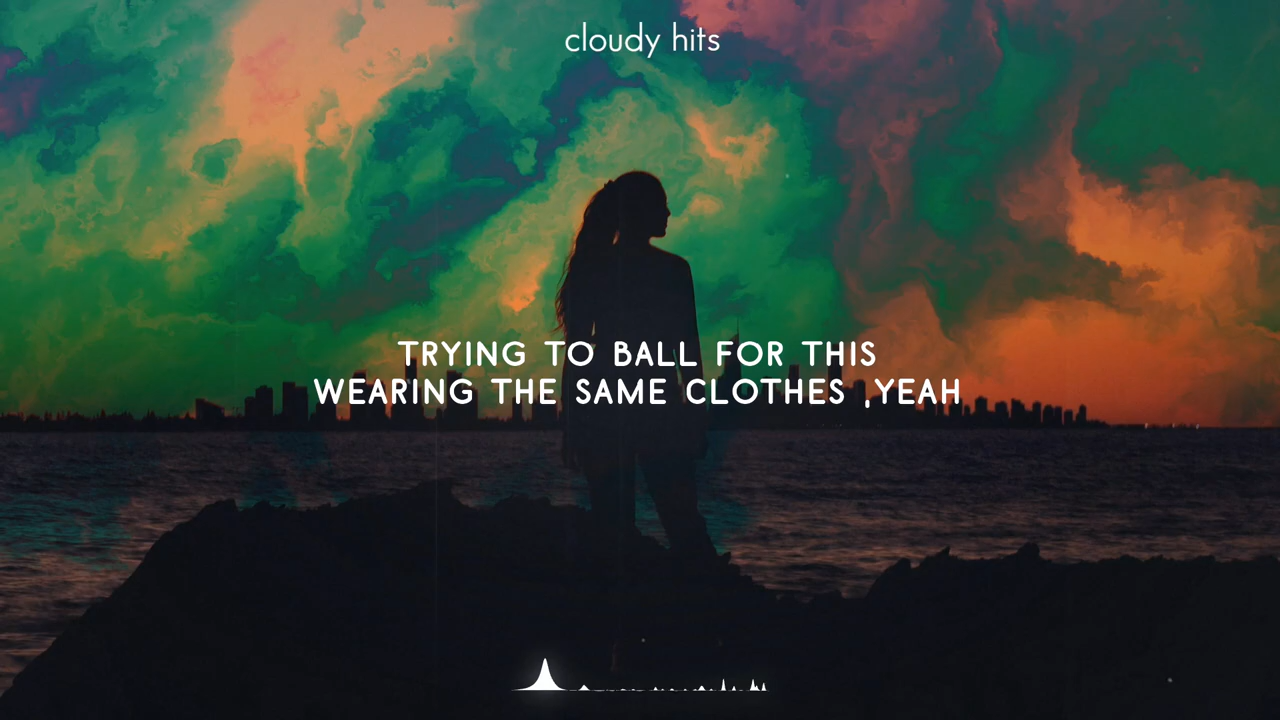 cloudy hits
TRYING TO BALL FOR THIS
WEARING THE SAME CLOTHES ,YEAH